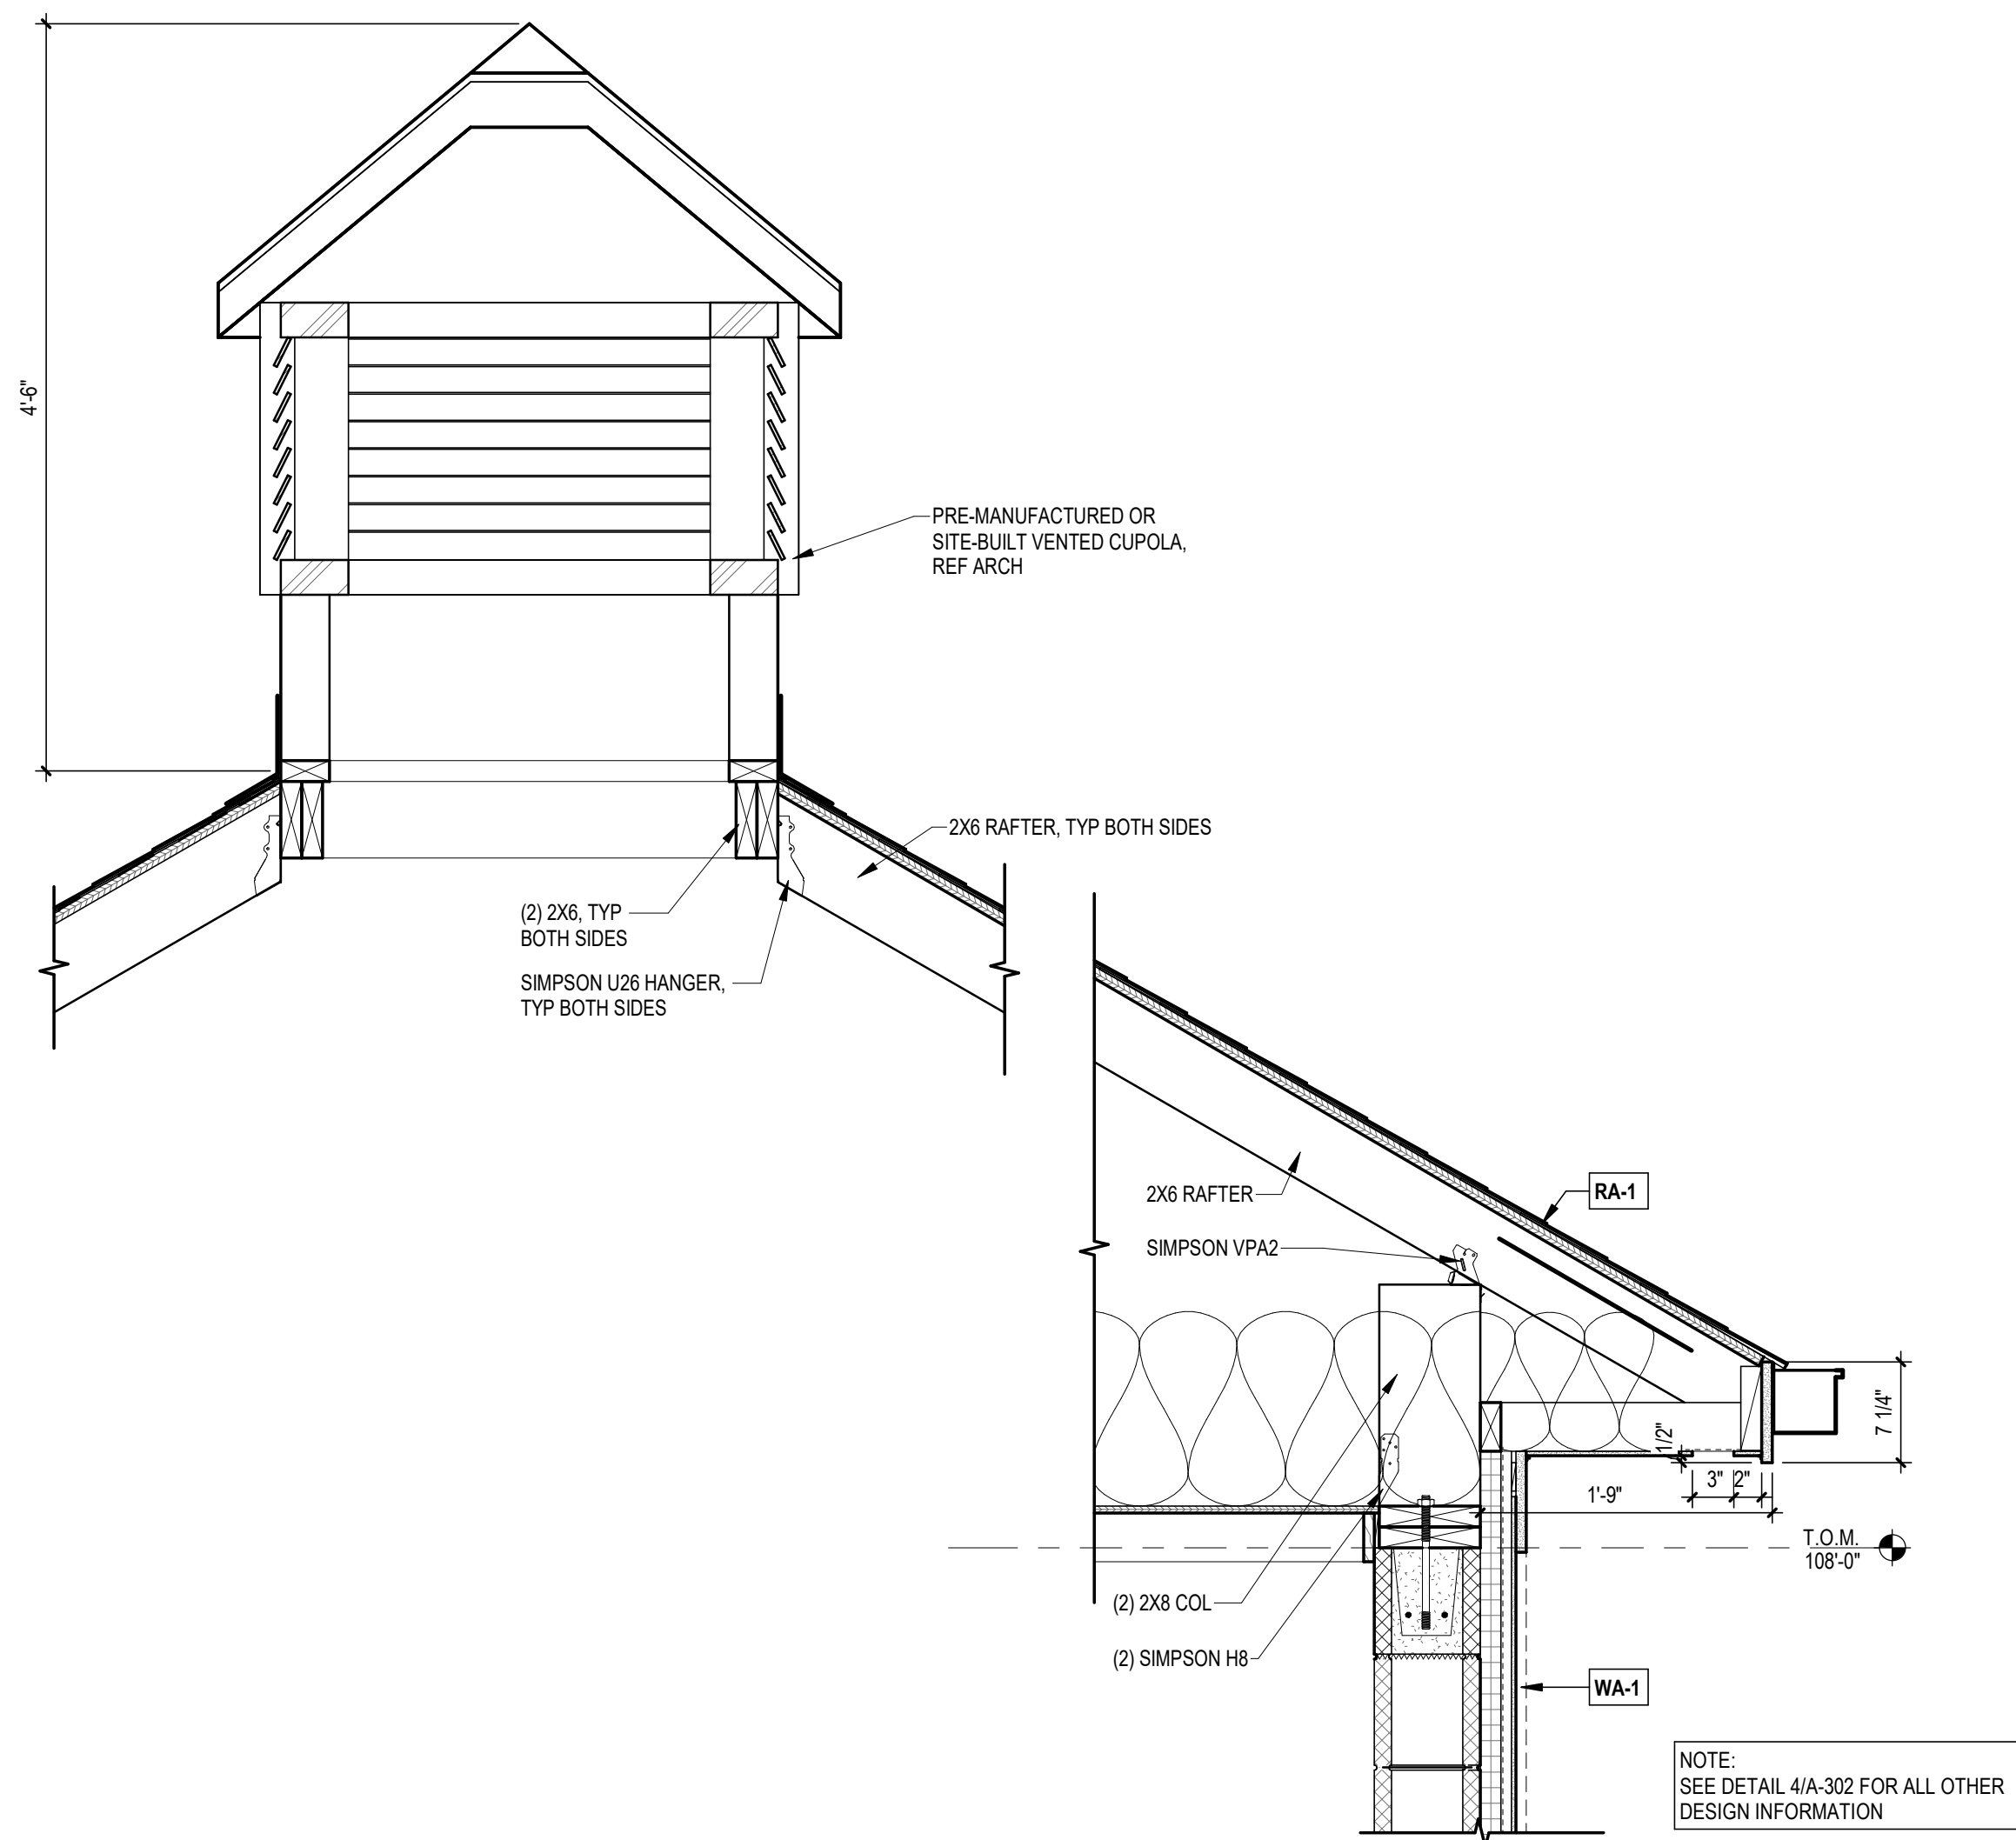 4'-6"
PRE-MANUFACTURED OR
SITE-BUILT VENTED CUPOLA,
REF ARCH
2X6 RAFTER, TYP BOTH SIDES
(2) 2X6, TYP
BOTH SIDES
SIMPSON U26 HANGER,
TYP BOTH SIDES
2X6 RAFTER
RA-1
SIMPSON VPA2
7 1/4"
1/2"
3" 2"
1'-9"
T.O.M.
108'-0"
(2) 2X8 COL
(2) SIMPSON H8
WA-1
NOTE:
SEE DETAIL 4/A-302 FOR ALL OTHER
DESIGN INFORMATION